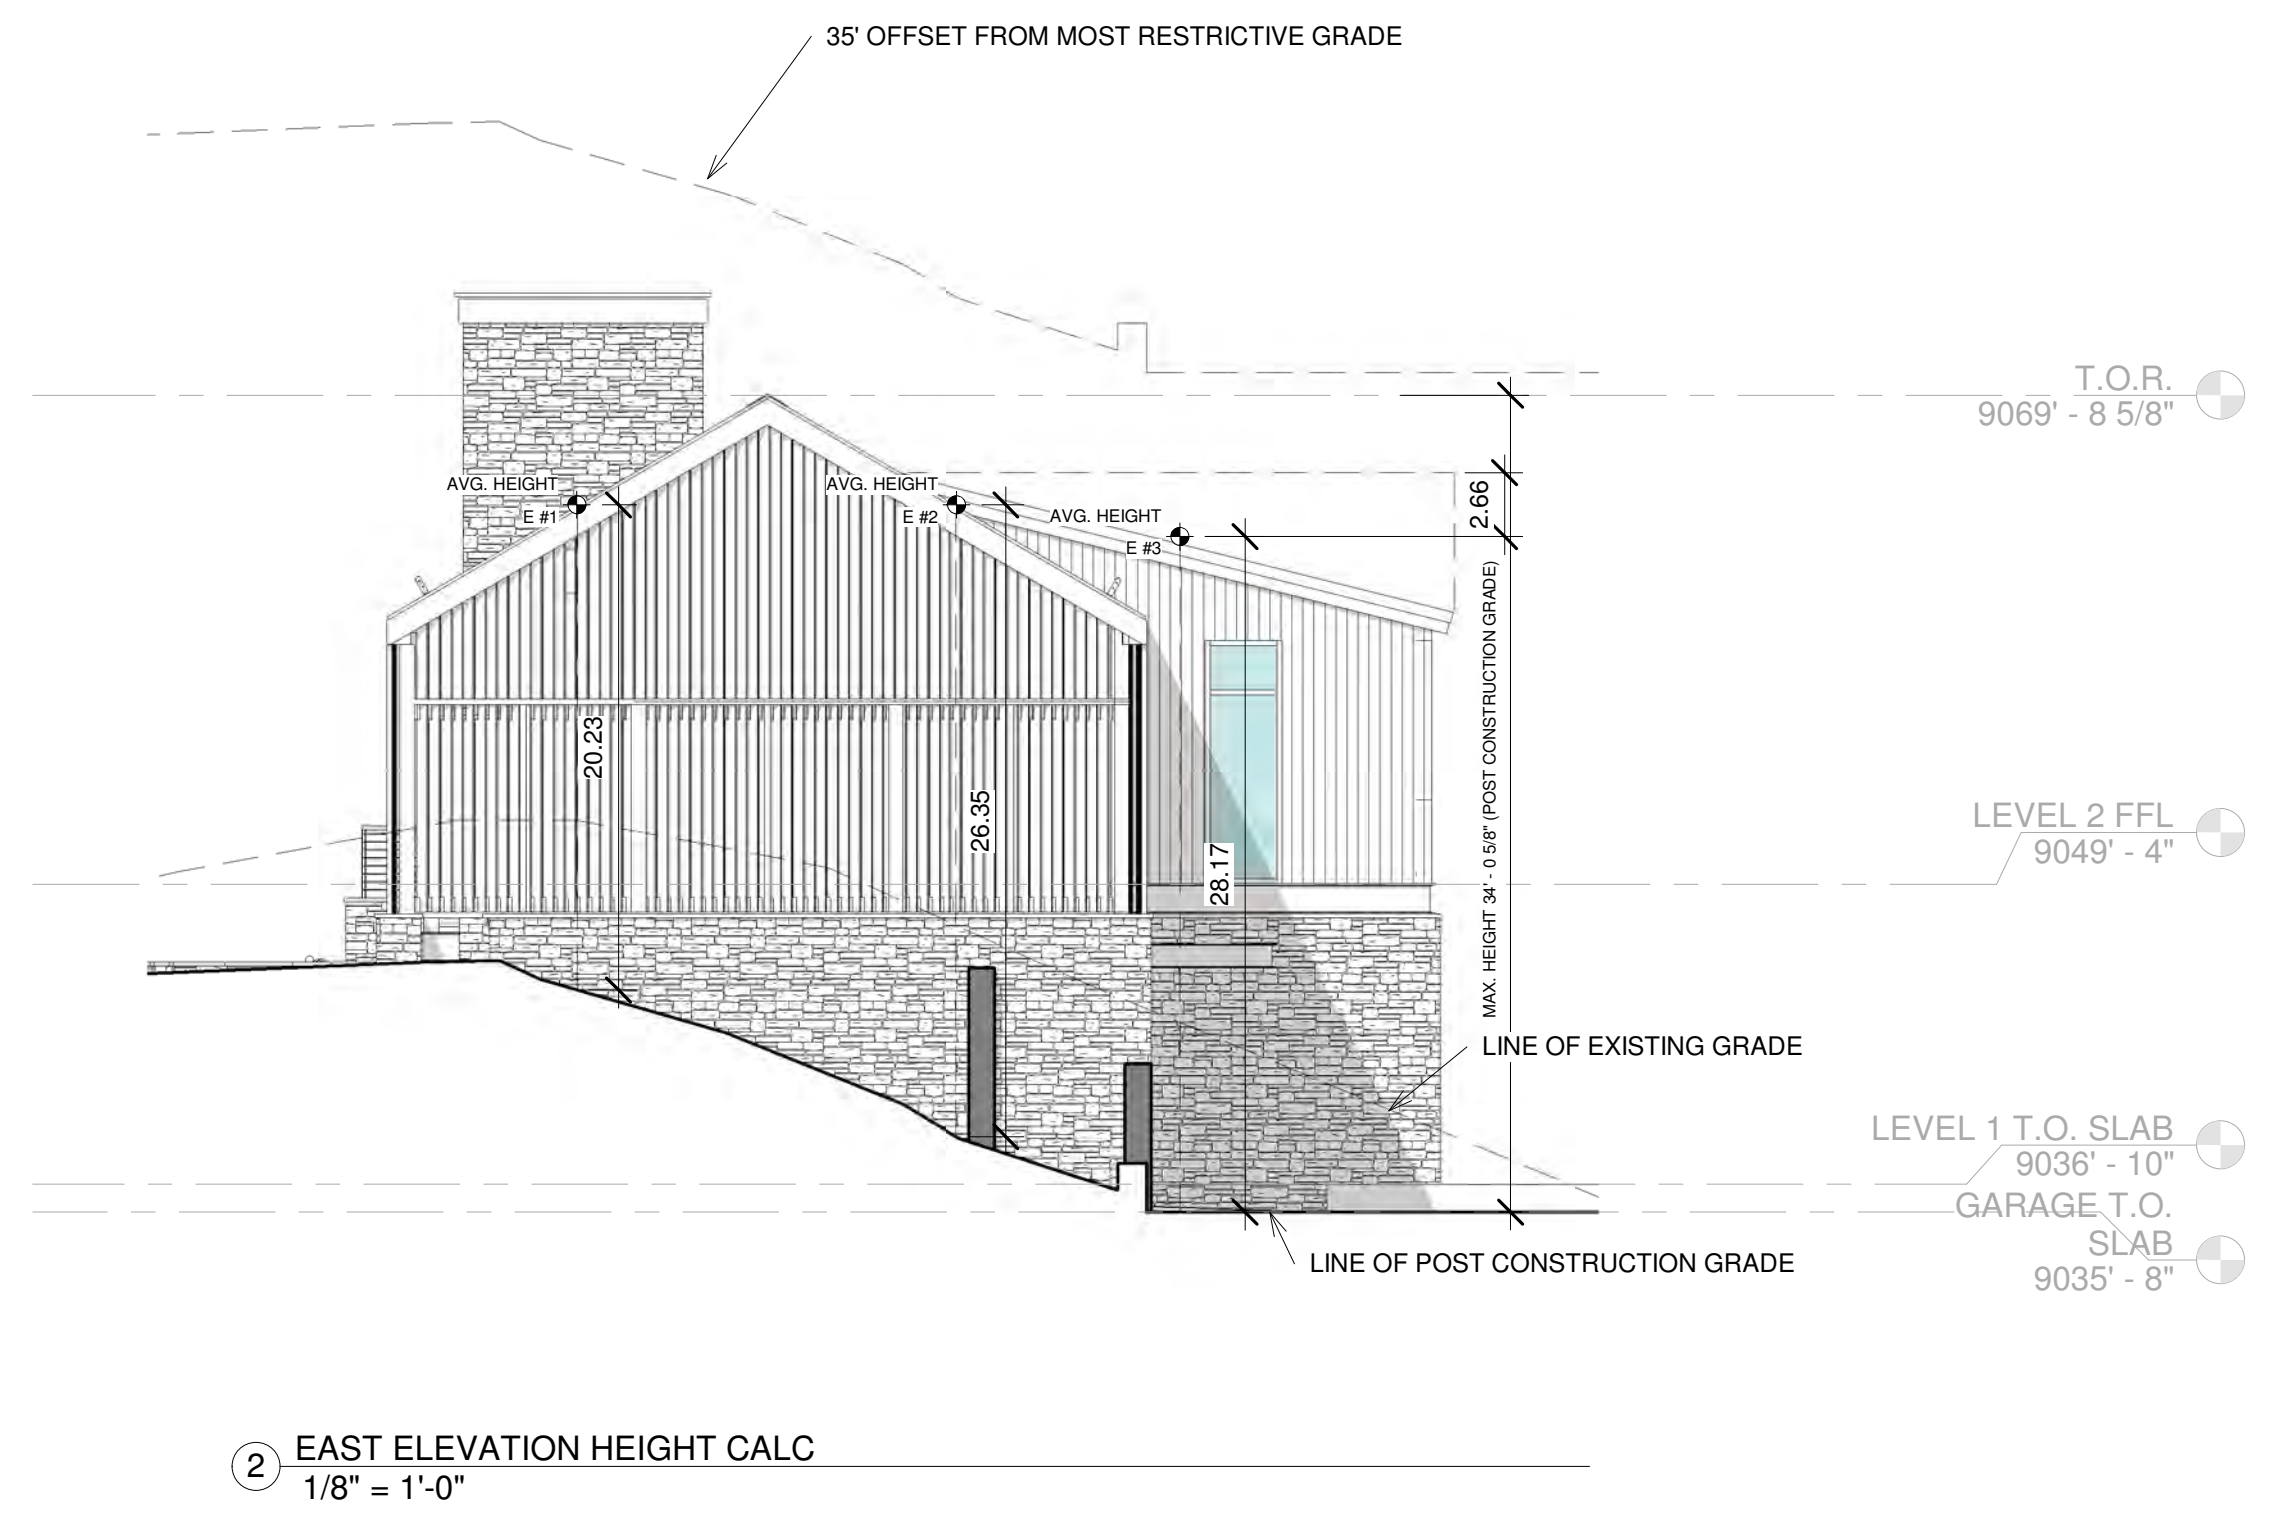 35' OFFSET FROM MOST RESTRICTIVE GRADE
T.O.R.
9069' - 8 5/8"
AVG. HEIGHT
E #1
AVG. HEIGHT
E #2
AVG. HEIGHT
E #3
2.66
MAX. HEIGHT 34' - 0 5/8" (POST CONSTRUCTION GRADE)
20.23
26.35
28.17
LEVEL 2 FFL
9049' - 4"
LINE OF EXISTING GRADE
LEVEL 1 T.O. SLAB
9036' - 10"
GARAGE T.O.
SLAB
9035' - 8"
LINE OF POST CONSTRUCTION GRADE
2
EAST ELEVATION HEIGHT CALC
1/8" = 1'-0"